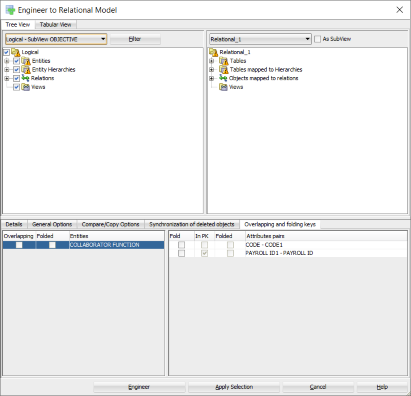 Engineer to Relational Model
Tree View Tabular View
Logical - SubView OBJECTIVE Filter
Relational_1 As SubView
Logical
Entities
Entity Hierarchies
Relations
Views
Relational_1
Tables
Tables mapped to Hierarchies
Objects mapped to relations
Views
Details General Options Compare/Copy Options Synchronization of deleted objects Overlapping and folding keys
Overlapping Folded Entities
COLLABORATOR FUNCTION
Fold In PK Folded Attributes pairs
CODE - CODE1
PAYROLL ID1 - PAYROLL ID
Engineer Apply Selection Cancel Help